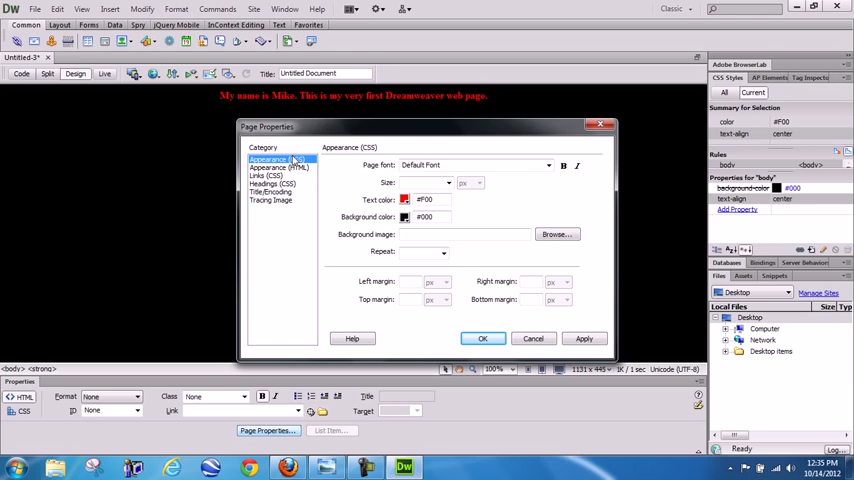 Dw File Edit View Insert Modify Format Commands Site Window Help Classic
Common Layout Forms Data Spry jQuery Mobile InContext Editing Text Favorites
Untitled-3* ×
Code Split Design Live Title: Untitled Document
My name is Mike. This is my very first Dreamweaver web page.
Page Properties
Category
Appearance (CSS)
Appearance (HTML)
Links (CSS)
Headings (CSS)
Title/Encoding
Tracing Image
Appearance (CSS)
Page font: Default Font B I
Size: px
Text color: #F00
Background color: #000
Background image: Browse...
Repeat:
Left margin: px Right margin: px
Top margin: px Bottom margin: px
Help OK Cancel Apply
Adobe BrowserLab
CSS Styles AP Elements Tag Inspecto
All Current
Summary for Selection
color #F00
text-align center
Rules
body <body>
Properties for "body"
background-color #000
text-align center
Add Property
Databases Bindings Server Behavior
Files Assets Snippets
Desktop Manage Sites
Local Files Size Typ
Desktop
Computer
Network
Desktop items
Ready Log...
<body> <strong> 100% 1131 x 445 1K / 1 sec Unicode (UTF-8)
Properties
HTML Format None Class None B I Title
CSS ID None Link Target
Page Properties... List Item...
Dw
12:35 PM
10/14/2012